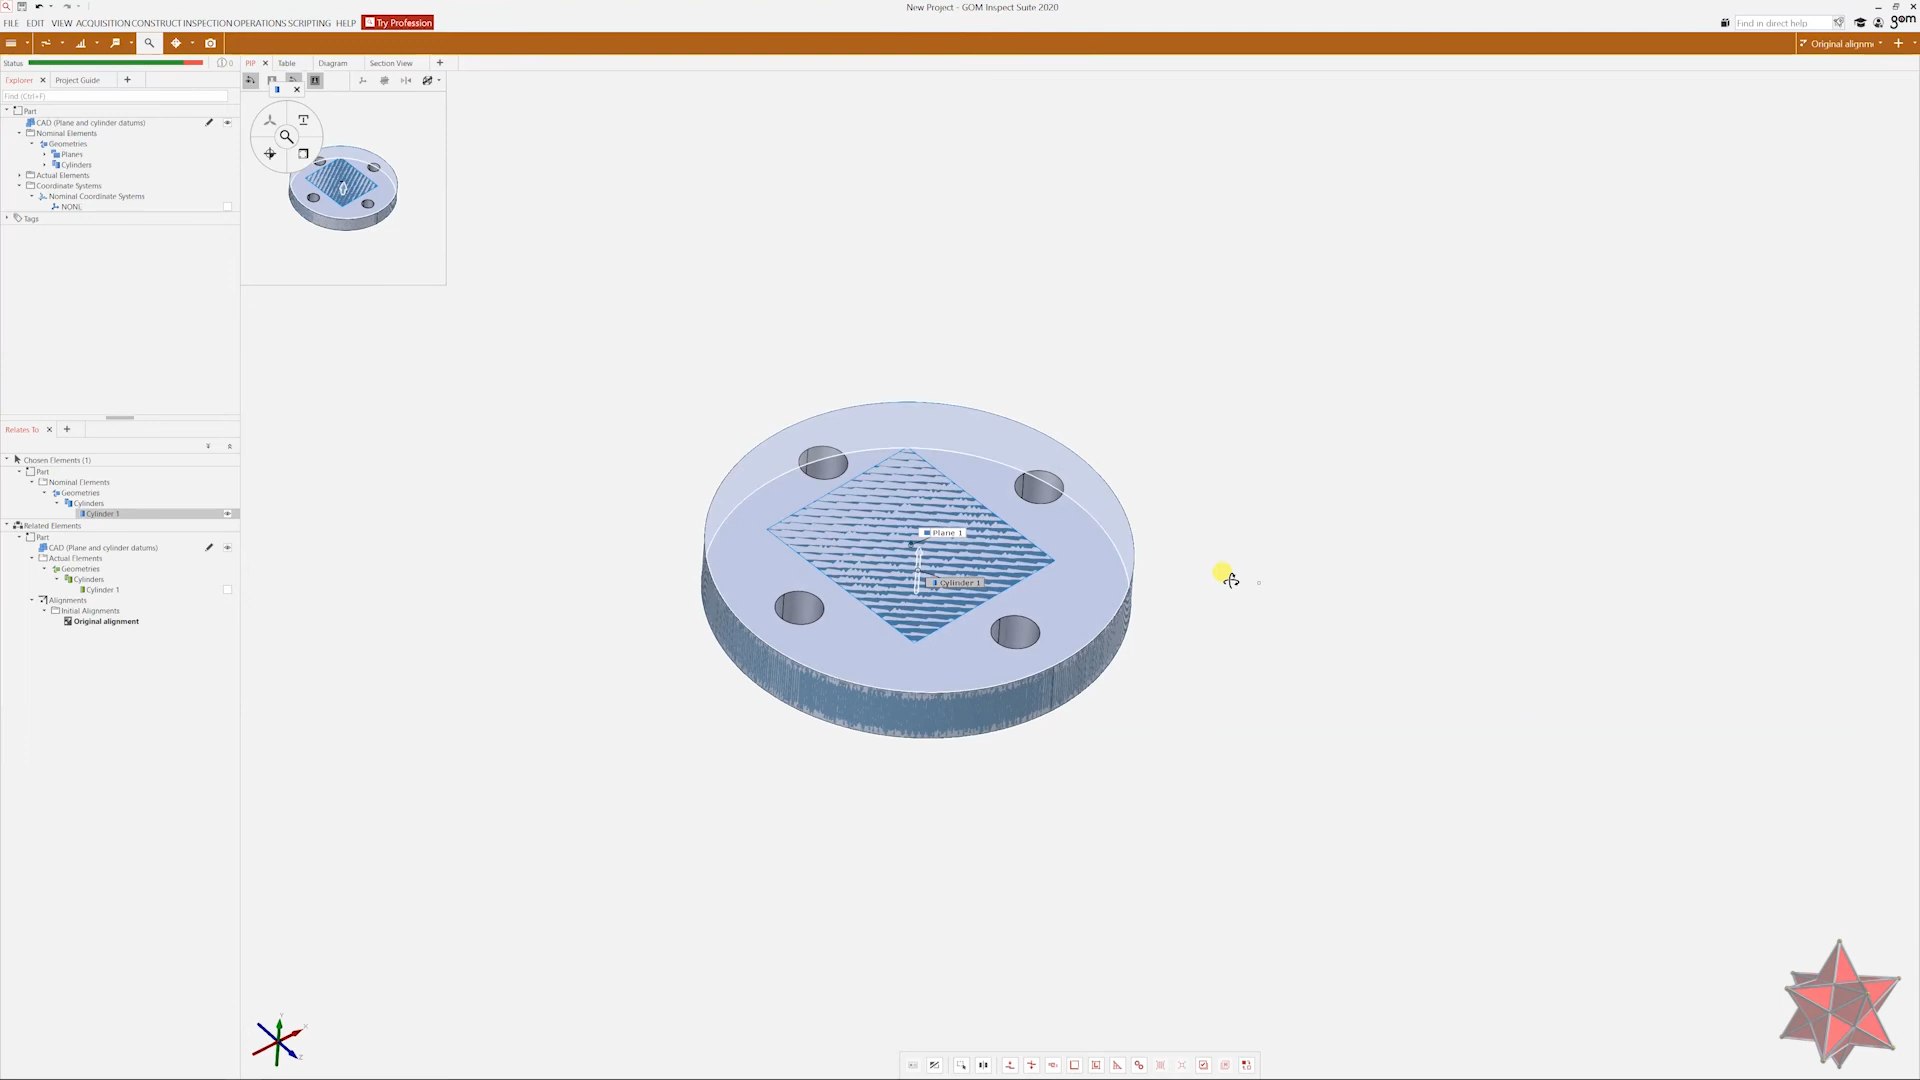 New Project - GOM Inspect Suite 2020
FILE EDIT VIEW ACQUISITION CONSTRUCT INSPECTION OPERATIONS SCRIPTING HELP Try Profession
Find in direct help
gom
Original alignm
Status
0
PIP Table Diagram Section View
Explorer Project Guide
Find (Ctrl+F)
Part
CAD (Plane and cylinder datums)
Nominal Elements
Geometries
Planes
Cylinders
Actual Elements
Coordinate Systems
Nominal Coordinate Systems
NONL
Tags
Relates To
Chosen Elements (1)
Part
Nominal Elements
Geometries
Cylinders
Cylinder 1
Related Elements
Part
CAD (Plane and cylinder datums)
Actual Elements
Geometries
Cylinders
Cylinder 1
Alignments
Initial Alignments
Original alignment
Plane 1
Cylinder 1
Y
X
Z